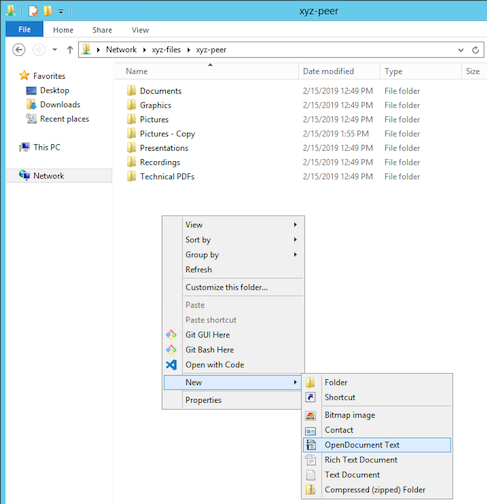 xyz-peer
File
Home
Share
View
Network
xyz-files
xyz-peer
Name
Date modified
Type
Size
Favorites
Desktop
Downloads
Recent places
This PC
Network
Documents 2/15/2019 12:49 PM File folder
Graphics 2/15/2019 12:49 PM File folder
Pictures 2/15/2019 12:49 PM File folder
Pictures - Copy 2/15/2019 1:55 PM File folder
Presentations 2/15/2019 12:49 PM File folder
Recordings 2/15/2019 12:49 PM File folder
Technical PDFs 2/15/2019 12:49 PM File folder
View
Sort by
Group by
Refresh
Customize this folder...
Paste
Paste shortcut
Git GUI Here
Git Bash Here
Open with Code
New
Properties
Folder
Shortcut
Bitmap image
Contact
OpenDocument Text
Rich Text Document
Text Document
Compressed (zipped) Folder